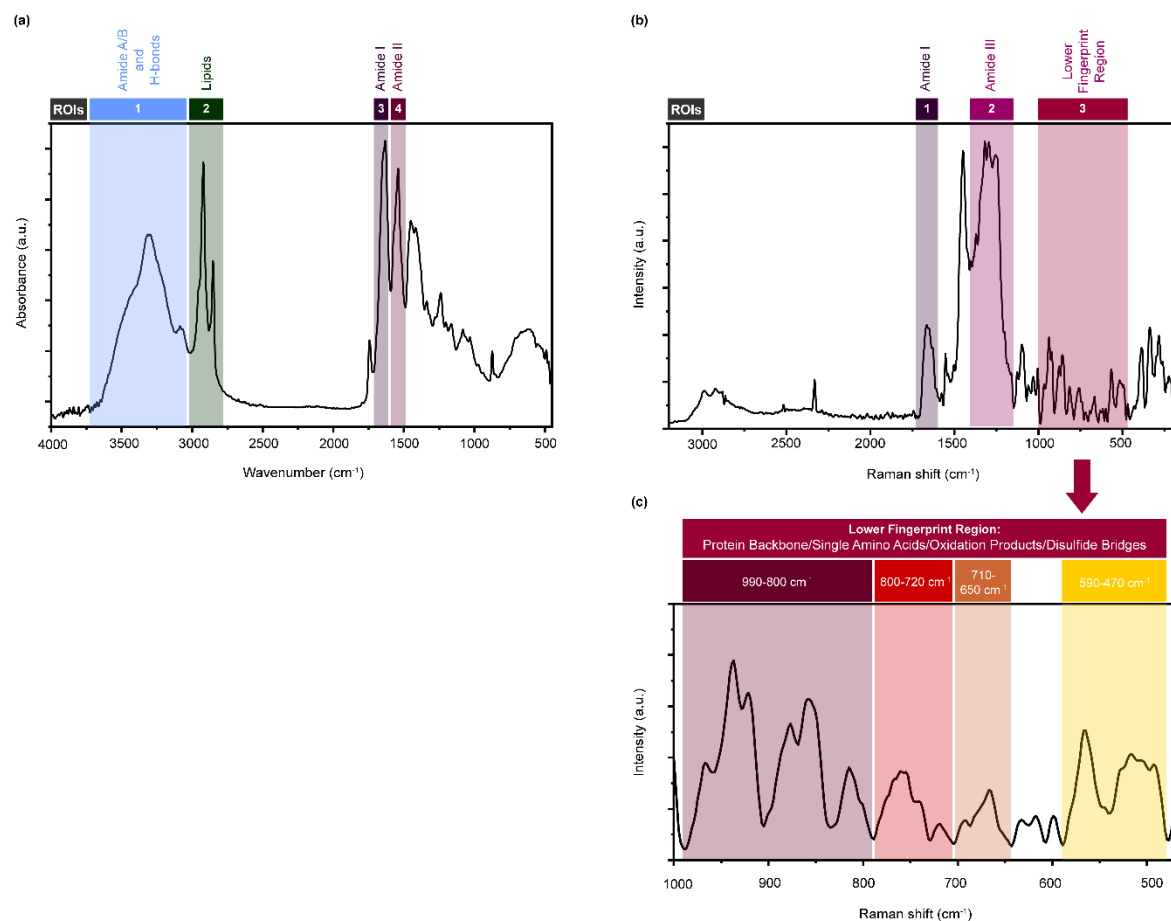 (a)
Amide A/B
and
H-bonds
Lipids
Amide I
Amide II
ROIs
1
2
3
4
Absorbance (a.u.)
4000
3500
3000
2500
2000
1500
1000
500
Wavenumber (cm⁻¹)
(b)
Amide I
Amide III
Lower
Fingerprint
Region
ROIs
1
2
3
Intensity (a.u.)
3000
2500
2000
1500
1000
500
Raman shift (cm⁻¹)
(c)
Lower Fingerprint Region:
Protein Backbone/Single Amino Acids/Oxidation Products/Disulfide Bridges
990-800 cm⁻
800-720 cm⁻¹
710-
650 cm⁻¹
590-470 cm⁻¹
Intensity (a.u.)
1000
900
800
700
600
500
Raman shift (cm⁻¹)